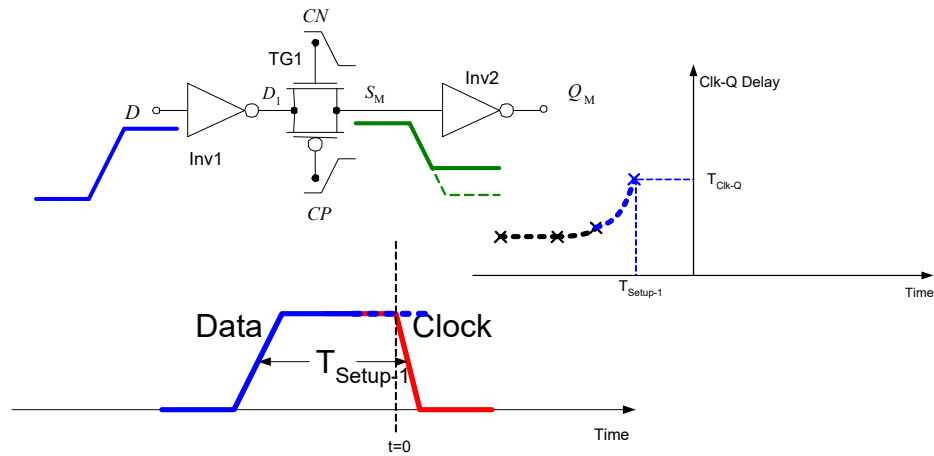 CN
TG1
Inv2
D
D1
SM
QM
Inv1
CP
Clk-Q Delay
TClk-Q
TSetup-1
Time
Data
Clock
TSetup-1
Time
t=0